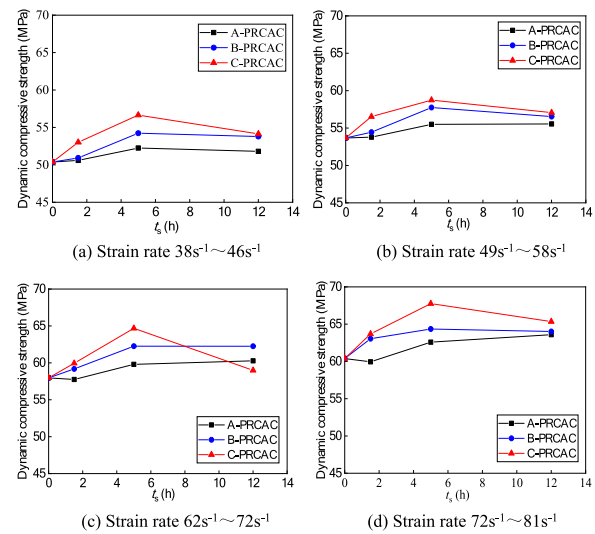 (a)
Dynamic compressive strength (MPa)
70
65
60
55
50
45
A-PRCAC
B-PRCAC
C-PRCAC
0 2 4 6 8 10 12 14
tₛ (h)
(a) Strain rate 38s⁻¹～46s⁻¹
Dynamic compressive strength (MPa)
70
65
60
55
50
45
A-PRCAC
B-PRCAC
C-PRCAC
0 2 4 6 8 10 12 14
tₛ (h)
(b) Strain rate 49s⁻¹～58s⁻¹
Dynamic compressive strength (MPa)
70
65
60
55
50
45
A-PRCAC
B-PRCAC
C-PRCAC
0 2 4 6 8 10 12 14
tₛ (h)
(c) Strain rate 62s⁻¹～72s⁻¹
Dynamic compressive strength (MPa)
70
65
60
55
50
45
A-PRCAC
B-PRCAC
C-PRCAC
0 2 4 6 8 10 12 14
tₛ (h)
(d) Strain rate 72s⁻¹～81s⁻¹